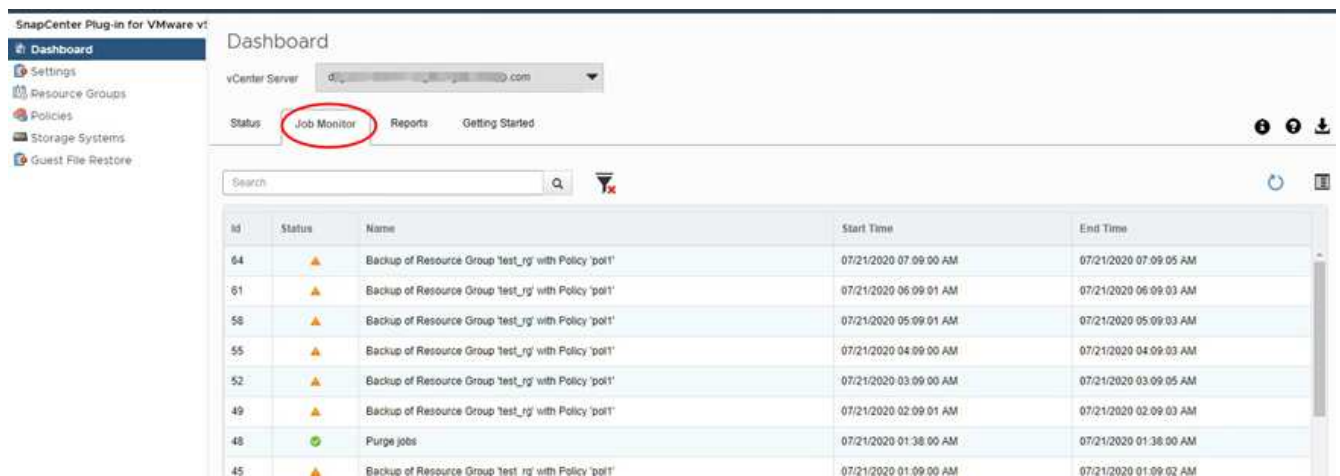 SnapCenter Plug-in for VMware vS
Dashboard
Settings
Resource Groups
Policies
Storage Systems
Guest File Restore
Dashboard
vCenter Server
.com
Status Job Monitor Reports Getting Started
Search
Id Status Name Start Time End Time
64 Backup of Resource Group 'test_rg' with Policy 'pol1' 07/21/2020 07:09:00 AM 07/21/2020 07:09:05 AM
61 Backup of Resource Group 'test_rg' with Policy 'pol1' 07/21/2020 06:09:01 AM 07/21/2020 06:09:03 AM
58 Backup of Resource Group 'test_rg' with Policy 'pol1' 07/21/2020 05:09:01 AM 07/21/2020 05:09:03 AM
55 Backup of Resource Group 'test_rg' with Policy 'pol1' 07/21/2020 04:09:00 AM 07/21/2020 04:09:03 AM
52 Backup of Resource Group 'test_rg' with Policy 'pol1' 07/21/2020 03:09:00 AM 07/21/2020 03:09:05 AM
49 Backup of Resource Group 'test_rg' with Policy 'pol1' 07/21/2020 02:09:01 AM 07/21/2020 02:09:03 AM
48 Purge jobs 07/21/2020 01:38:00 AM 07/21/2020 01:38:00 AM
45 Backup of Resource Group 'test_rg' with Policy 'pol1' 07/21/2020 01:09:00 AM 07/21/2020 01:09:02 AM